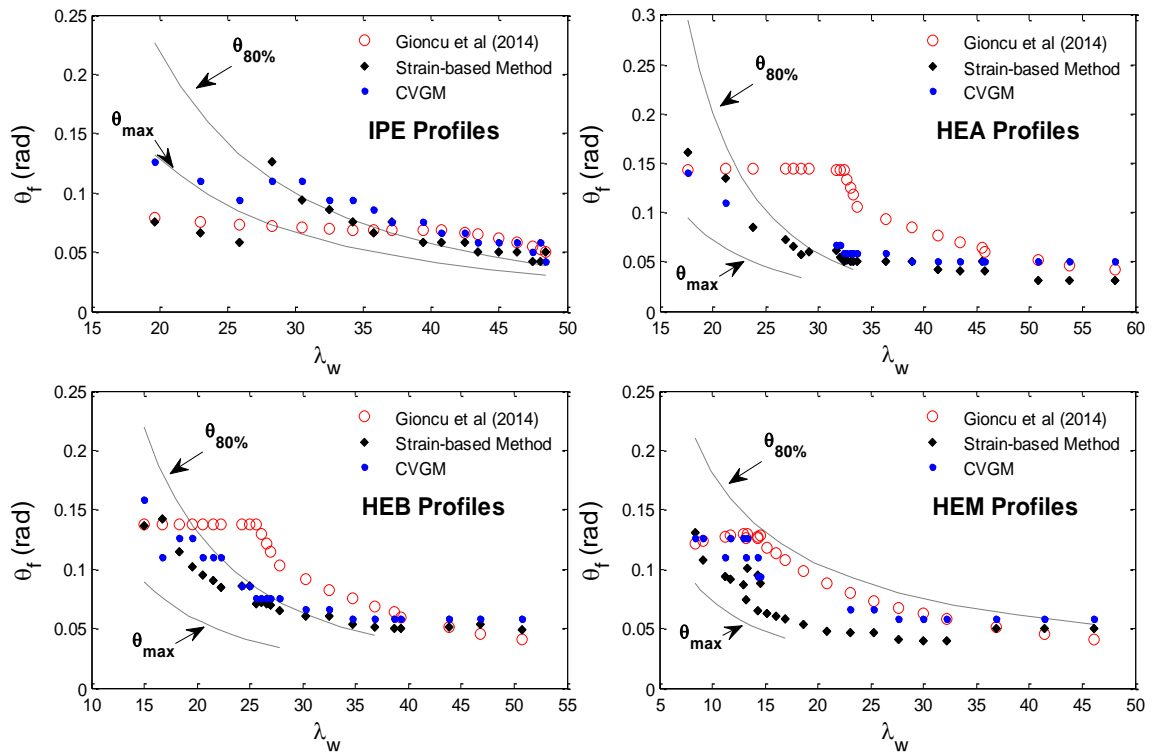 0.25
0.2
0.15
0.1
0.05
0
θf (rad)
θ80%
θmax
Gioncu et al (2014)
Strain-based Method
CVGM
IPE Profiles
15 20 25 30 35 40 45 50
λw
0.3
0.25
0.2
0.15
0.1
0.05
0
θf (rad)
θ80%
θmax
Gioncu et al (2014)
Strain-based Method
CVGM
HEA Profiles
15 20 25 30 35 40 45 50 55 60
λw
0.25
0.2
0.15
0.1
0.05
0
θf (rad)
θ80%
θmax
Gioncu et al (2014)
Strain-based Method
CVGM
HEB Profiles
10 15 20 25 30 35 40 45 50 55
λw
0.25
0.2
0.15
0.1
0.05
0
θf (rad)
θ80%
θmax
Gioncu et al (2014)
Strain-based Method
CVGM
HEM Profiles
5 10 15 20 25 30 35 40 45 50
λw